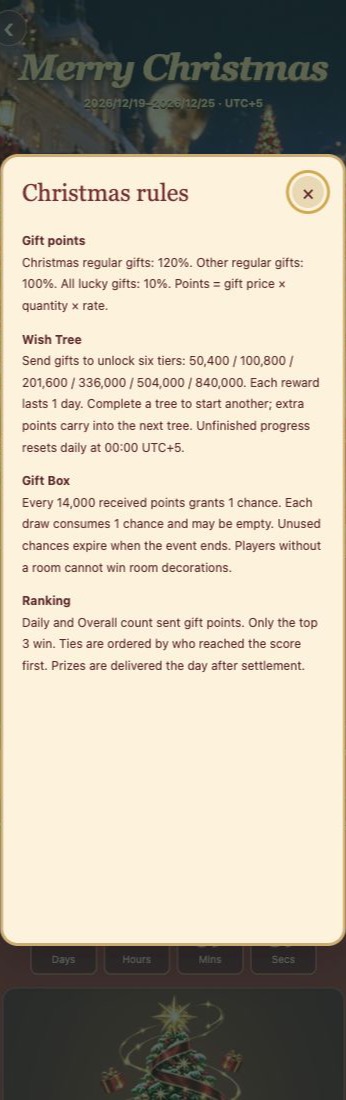 Merry Christmas
2026/12/19–2026/12/25 · UTC+5
Christmas rules
×
Gift points
Christmas regular gifts: 120%. Other regular gifts:
100%. All lucky gifts: 10%. Points = gift price ×
quantity × rate.
Wish Tree
Send gifts to unlock six tiers: 50,400 / 100,800 /
201,600 / 336,000 / 504,000 / 840,000. Each reward
lasts 1 day. Complete a tree to start another; extra
points carry into the next tree. Unfinished progress
resets daily at 00:00 UTC+5.
Gift Box
Every 14,000 received points grants 1 chance. Each
draw consumes 1 chance and may be empty. Unused
chances expire when the event ends. Players without
a room cannot win room decorations.
Ranking
Daily and Overall count sent gift points. Only the top
3 win. Ties are ordered by who reached the score
first. Prizes are delivered the day after settlement.
Days Hours Mins Secs